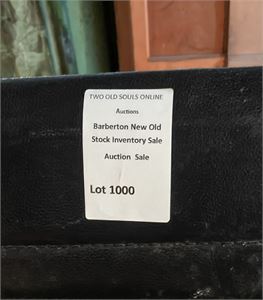 TWO OLD SOULS ONLINE
Auctions
Barberton New Old
Stock Inventory Sale
Auction Sale
Lot 1000